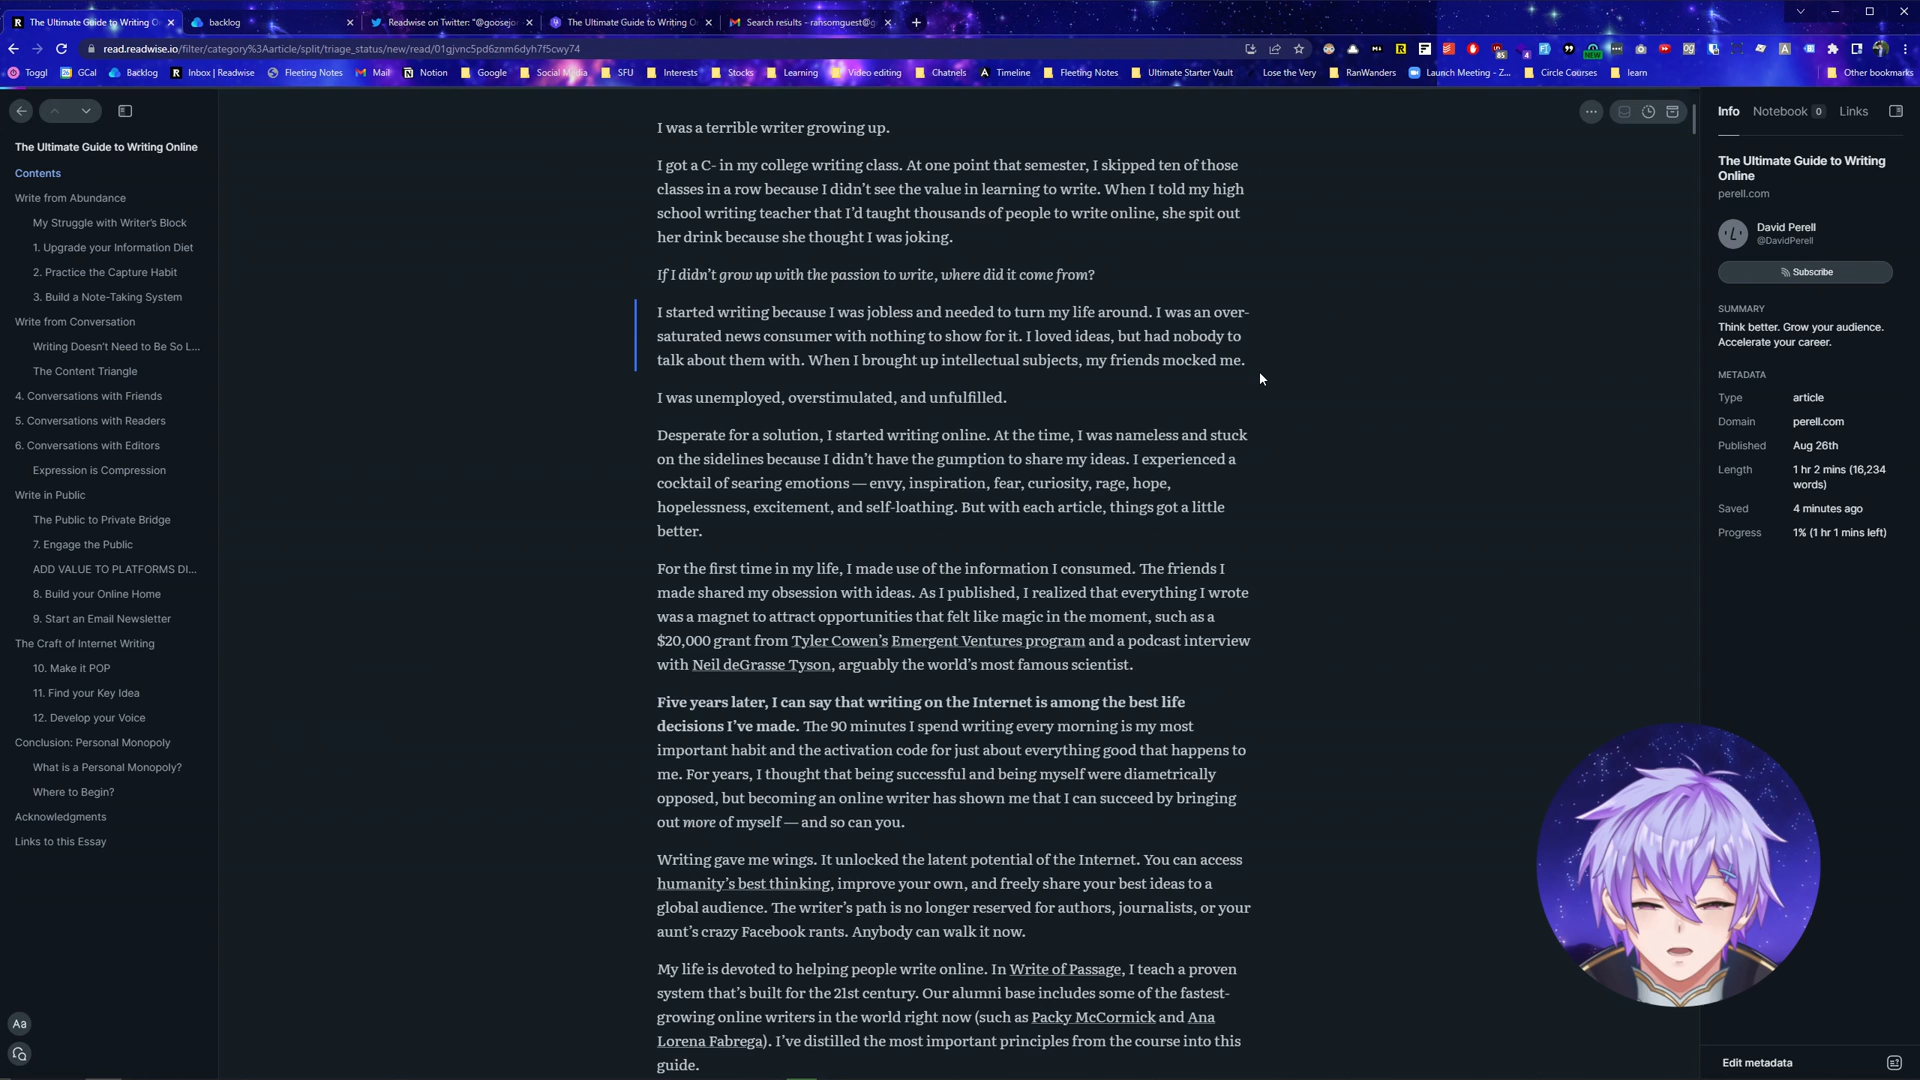 The Ultimate Guide to Writing O
backlog
Readwise on Twitter: "@goosejo
The Ultimate Guide to Writing O
Search results - ransomguest@g
read.readwise.io/filter/category%3Aarticle/split/triage_status/new/read/01gjvnc5pd6znm6dyh7f5cwy74
Toggl GCal Backlog Inbox | Readwise Fleeting Notes Mail Notion Google Social Media SFU Interests Stocks Learning Video editing Channels Timeline Fleeting Notes Ultimate Starter Vault Lose the Very RanWanders Launch Meeting - Z... Circle Courses learn Other bookmarks
The Ultimate Guide to Writing Online
Contents
Write from Abundance
My Struggle with Writer's Block
1. Upgrade your Information Diet
2. Practice the Capture Habit
3. Build a Note-Taking System
Write from Conversation
Writing Doesn't Need to Be So L...
The Content Triangle
4. Conversations with Friends
5. Conversations with Readers
6. Conversations with Editors
Expression is Compression
Write in Public
The Public to Private Bridge
7. Engage the Public
ADD VALUE TO PLATFORMS DI...
8. Build your Online Home
9. Start an Email Newsletter
The Craft of Internet Writing
10. Make it POP
11. Find your Key Idea
12. Develop your Voice
Conclusion: Personal Monopoly
What is a Personal Monopoly?
Where to Begin?
Acknowledgments
Links to this Essay
Aa
I was a terrible writer growing up.
I got a C- in my college writing class. At one point that semester, I skipped ten of those
classes in a row because I didn't see the value in learning to write. When I told my high
school writing teacher that I'd taught thousands of people to write online, she spit out
her drink because she thought I was joking.
If I didn't grow up with the passion to write, where did it come from?
I started writing because I was jobless and needed to turn my life around. I was an over-
saturated news consumer with nothing to show for it. I loved ideas, but had nobody to
talk about them with. When I brought up intellectual subjects, my friends mocked me.
I was unemployed, overstimulated, and unfulfilled.
Desperate for a solution, I started writing online. At the time, I was nameless and stuck
on the sidelines because I didn't have the gumption to share my ideas. I experienced a
cocktail of searing emotions — envy, inspiration, fear, curiosity, rage, hope,
hopelessness, excitement, and self-loathing. But with each article, things got a little
better.
For the first time in my life, I made use of the information I consumed. The friends I
made shared my obsession with ideas. As I published, I realized that everything I wrote
was a magnet to attract opportunities that felt like magic in the moment, such as a
$20,000 grant from Tyler Cowen's Emergent Ventures program and a podcast interview
with Neil deGrasse Tyson, arguably the world's most famous scientist.
Five years later, I can say that writing on the Internet is among the best life
decisions I've made. The 90 minutes I spend writing every morning is my most
important habit and the activation code for just about everything good that happens to
me. For years, I thought that being successful and being myself were diametrically
opposed, but becoming an online writer has shown me that I can succeed by bringing
out more of myself — and so can you.
Writing gave me wings. It unlocked the latent potential of the Internet. You can access
humanity's best thinking, improve your own, and freely share your best ideas to a
global audience. The writer's path is no longer reserved for authors, journalists, or your
aunt's crazy Facebook rants. Anybody can walk it now.
My life is devoted to helping people write online. In Write of Passage, I teach a proven
system that's built for the 21st century. Our alumni base includes some of the fastest-
growing online writers in the world right now (such as Packy McCormick and Ana
Lorena Fabrega). I've distilled the most important principles from the course into this
guide.
Info Notebook 0 Links
The Ultimate Guide to Writing
Online
perell.com
David Perell
@DavidPerell
Subscribe
SUMMARY
Think better. Grow your audience.
Accelerate your career.
METADATA
Type article
Domain perell.com
Published Aug 26th
Length 1 hr 2 mins (16,234
words)
Saved 4 minutes ago
Progress 1% (1 hr 1 mins left)
Edit metadata